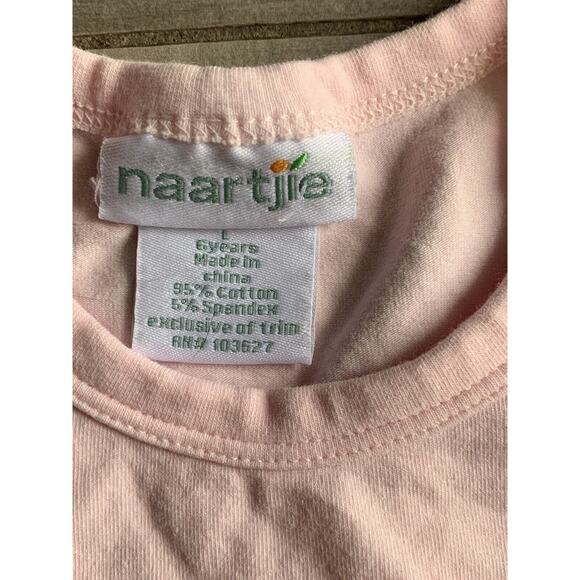 naartjie
L
6years
Made in
china
95% Cotton
5% Spandex
exclusive of trim
RN# 103627